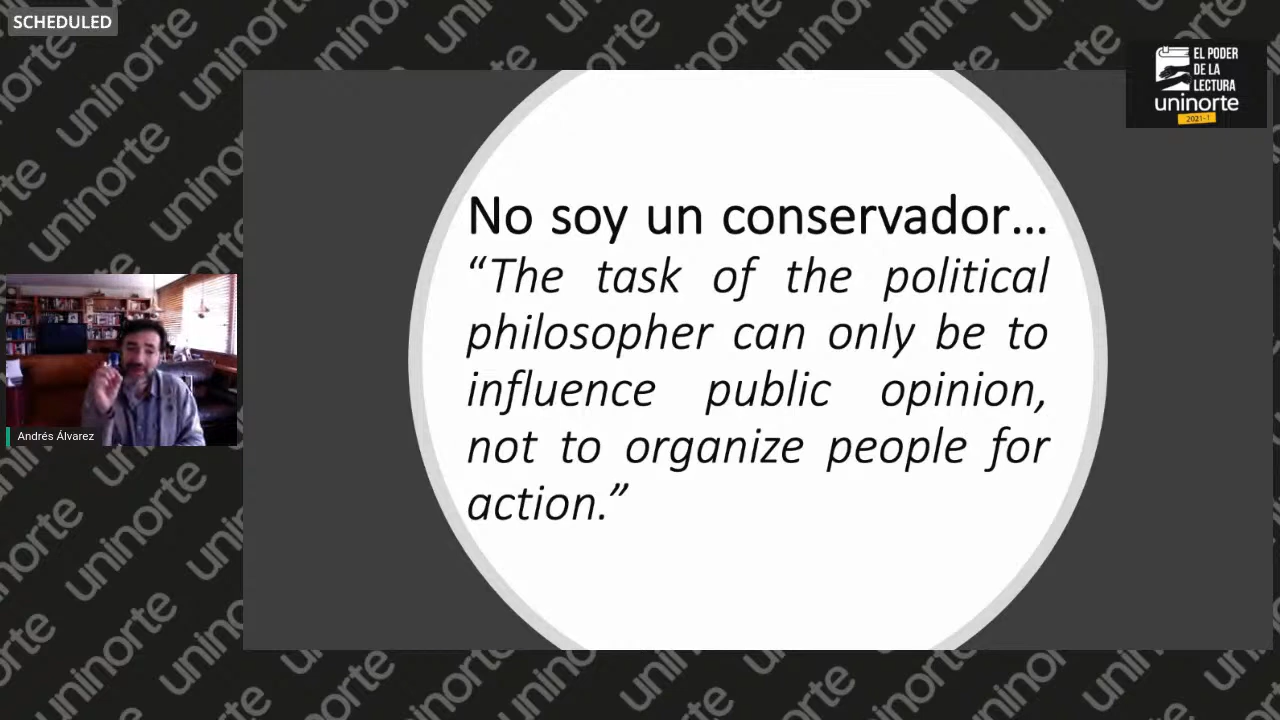 SCHEDULED
EL PODER
DE LA
LECTURA
uninorte
2021-1
No soy un conservador...
“The task of the political
philosopher can only be to
influence public opinion,
not to organize people for
action.”
Andrés Álvarez
uninorte